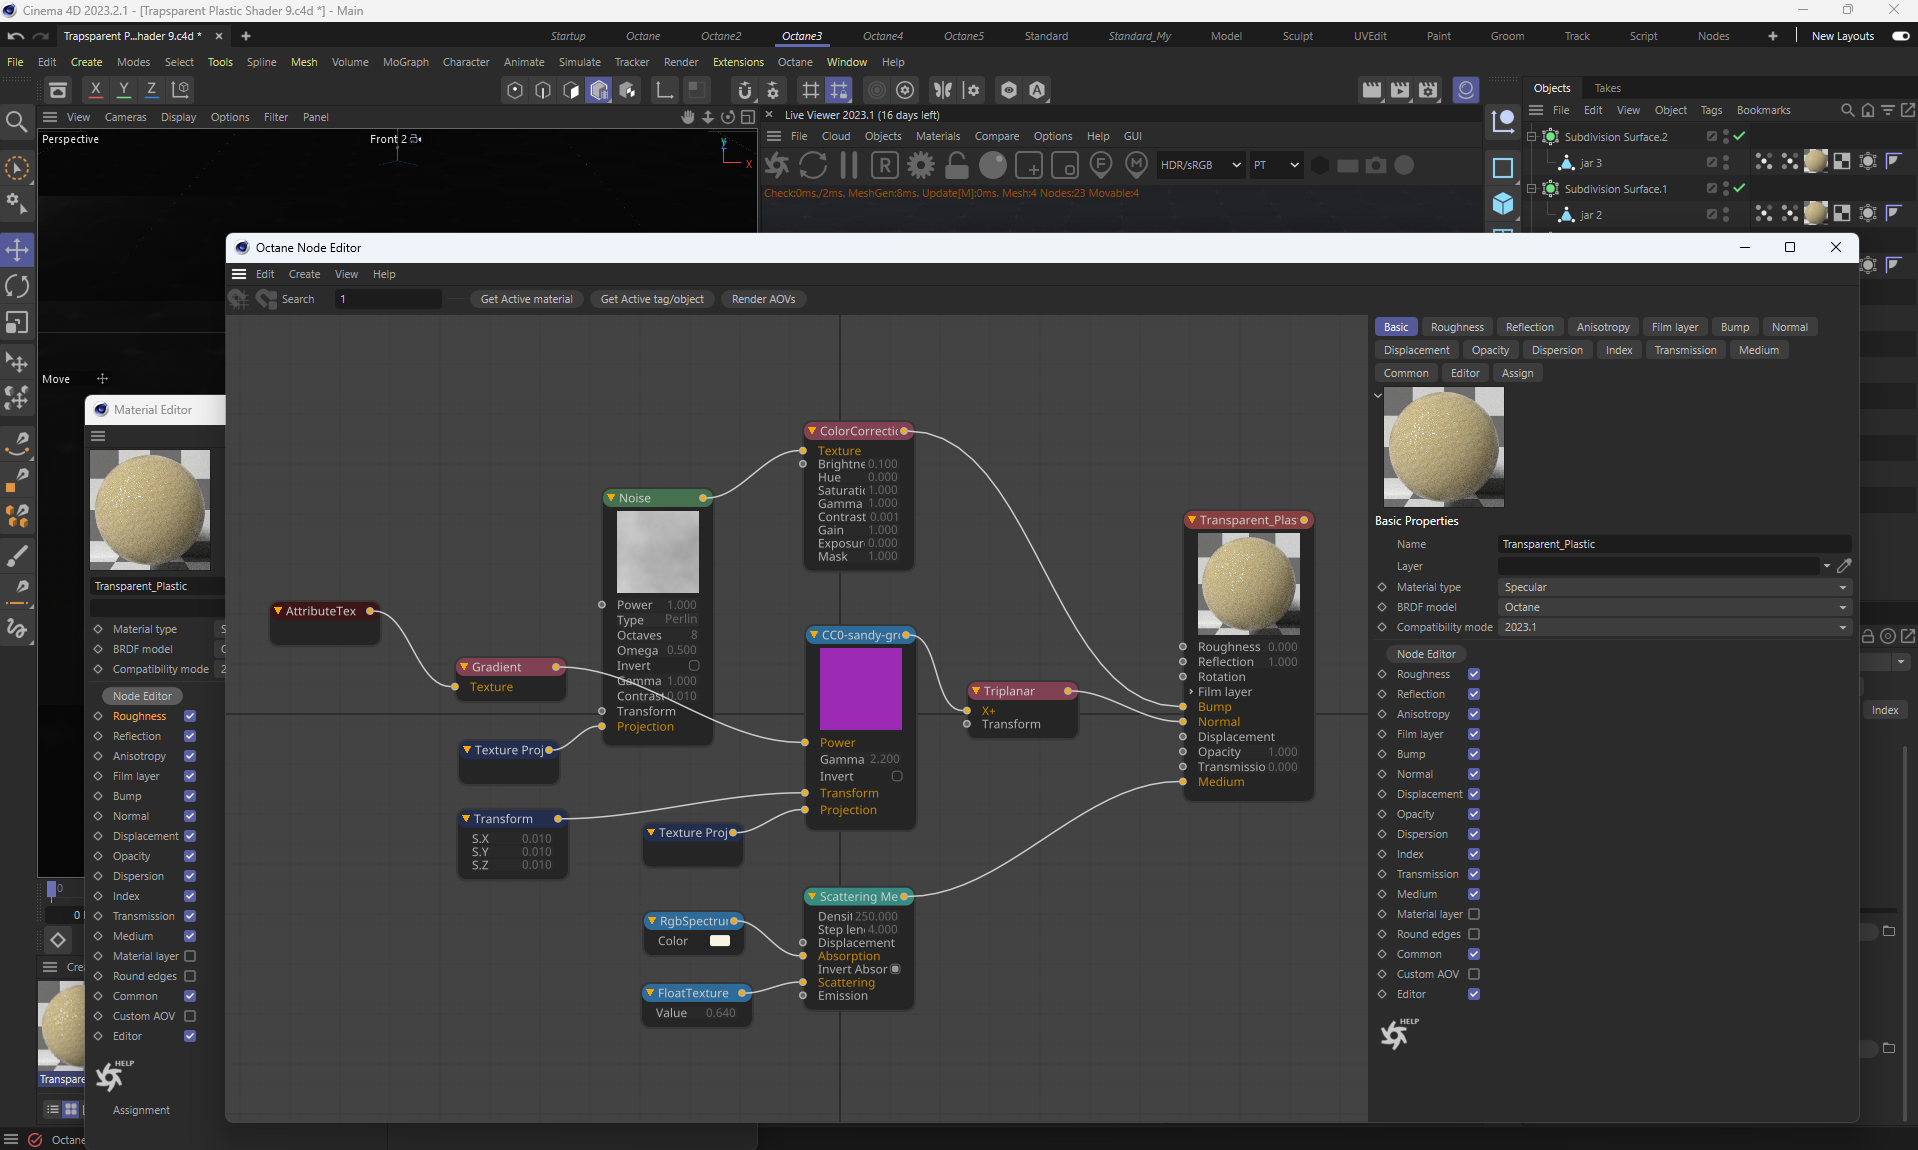 Cinema 4D 2023.2.1 - [Trapsparent Plastic Shader 9.c4d *] - Main
Trapsparent P...hader 9.c4d *
Startup Octane Octane2 Octane3 Octane4 Octane5 Standard Standard_My Model Sculpt UVEdit Paint Groom Track Script Nodes New Layouts
File Edit Create Modes Select Tools Spline Mesh Volume MoGraph Character Animate Simulate Tracker Render Extensions Octane Window Help
X Y Z
Objects Takes
View Cameras Display Options Filter Panel
Live Viewer 2023.1 (16 days left)
File Edit View Object Tags Bookmarks
Perspective
Front 2
Y
X
File Cloud Objects Materials Compare Options Help GUI
HDR/sRGB
PT
Check:0ms./2ms. MeshGen:8ms. Update[M]:0ms. Mesh:4 Nodes:23 Movable:4
Subdivision Surface.2
jar 3
Subdivision Surface.1
jar 2
Octane Node Editor
Edit Create View Help
Search 1 Get Active material Get Active tag/object Render AOVs
Move
Material Editor
Transparent_Plastic
Material type S
BRDF model
Compatibility mode 2
Node Editor
Roughness
Reflection
Anisotropy
Film layer
Bump
Normal
Displacement
Opacity
Dispersion
Index
Transmission
Medium
Material layer
Round edges
Common
Custom AOV
Editor
HELP
Assignment
0
0
Cre
Transpare
Octane
AttributeTex
Gradient
Texture
Texture Proj
Transform
S.X 0.010
S.Y 0.010
S.Z 0.010
Noise
Power 1.000
Type Perlin
Octaves 8
Omega 0.500
Invert
Gamma 1.000
Contrast 0.010
Transform
Projection
Texture Proj
RgbSpectru
Color
FloatTexture
Value 0.640
ColorCorrectic
Texture
Brightne 0.100
Hue 0.000
Saturatic 1.000
Gamma 1.000
Contrast 0.001
Gain 1.000
Exposur 0.000
Mask 1.000
CC0-sandy-gr
Power
Gamma 2.200
Invert
Transform
Projection
Scattering Me
Densit 250.000
Step len 4.000
Displacement
Absorption
Invert Absor
Scattering
Emission
Triplanar
X+
Transform
Transparent_Plas
Roughness 0.000
Reflection 1.000
Rotation
Film layer
Bump
Normal
Displacement
Opacity 1.000
Transmissio 0.000
Medium
Basic Roughness Reflection Anisotropy Film layer Bump Normal
Displacement Opacity Dispersion Index Transmission Medium
Common Editor Assign
Basic Properties
Name Transparent_Plastic
Layer
Material type Specular
BRDF model Octane
Compatibility mode 2023.1
Node Editor
Roughness
Reflection
Anisotropy
Film layer
Bump
Normal
Displacement
Opacity
Dispersion
Index
Transmission
Medium
Material layer
Round edges
Common
Custom AOV
Editor
HELP
Index